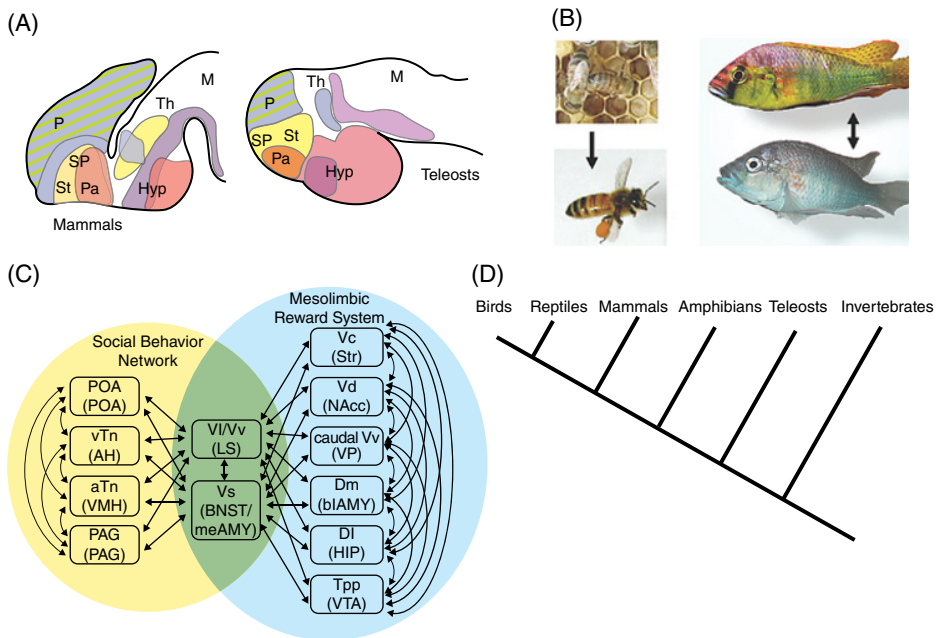 (A)
P
SP
St
Pa
Th
M
Hyp
Mammals
P
SP
St
Pa
Th
M
Hyp
Teleosts
(B)
(C)
Social Behavior
Network
Mesolimbic
Reward System
POA
(POA)
vTn
(AH)
aTn
(VMH)
PAG
(PAG)
Vl/Vv
(LS)
Vs
(BNST/
meAMY)
Vc
(Str)
Vd
(NAcc)
caudal Vv
(VP)
Dm
(blAMY)
Dl
(HIP)
Tpp
(VTA)
(D)
Birds Reptiles Mammals Amphibians Teleosts Invertebrates